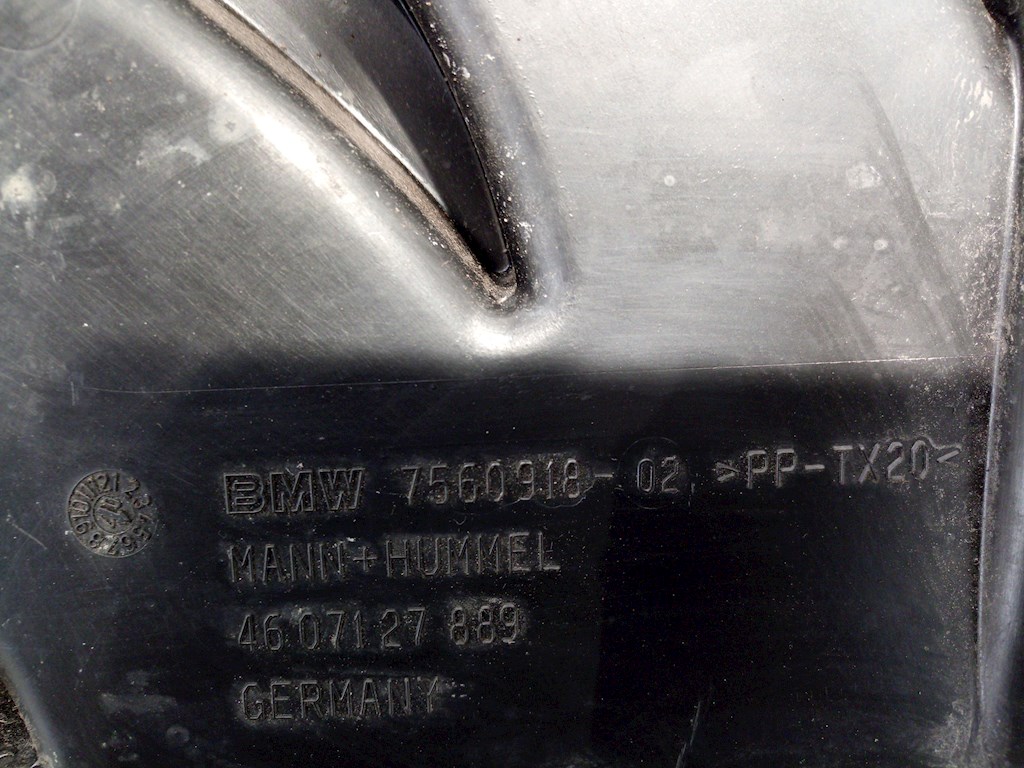 BMW 7560918-02 >PP-TX20<
MANN+HUMMEL
46 071 27 889
GERMANY